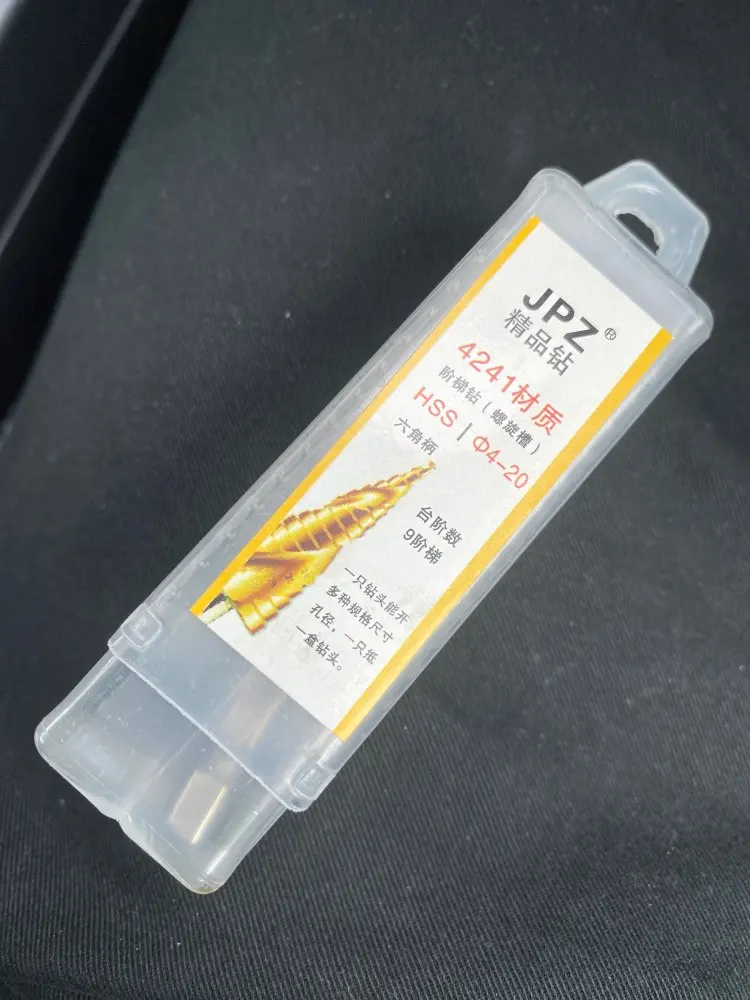 JPZ®
精品钻
4241材质
阶梯钻（螺旋槽）
HSS | Φ4-20
六角柄
台阶数
9阶梯
一只钻头能开
多种规格尺寸
孔径，一只抵
一盒钻头。